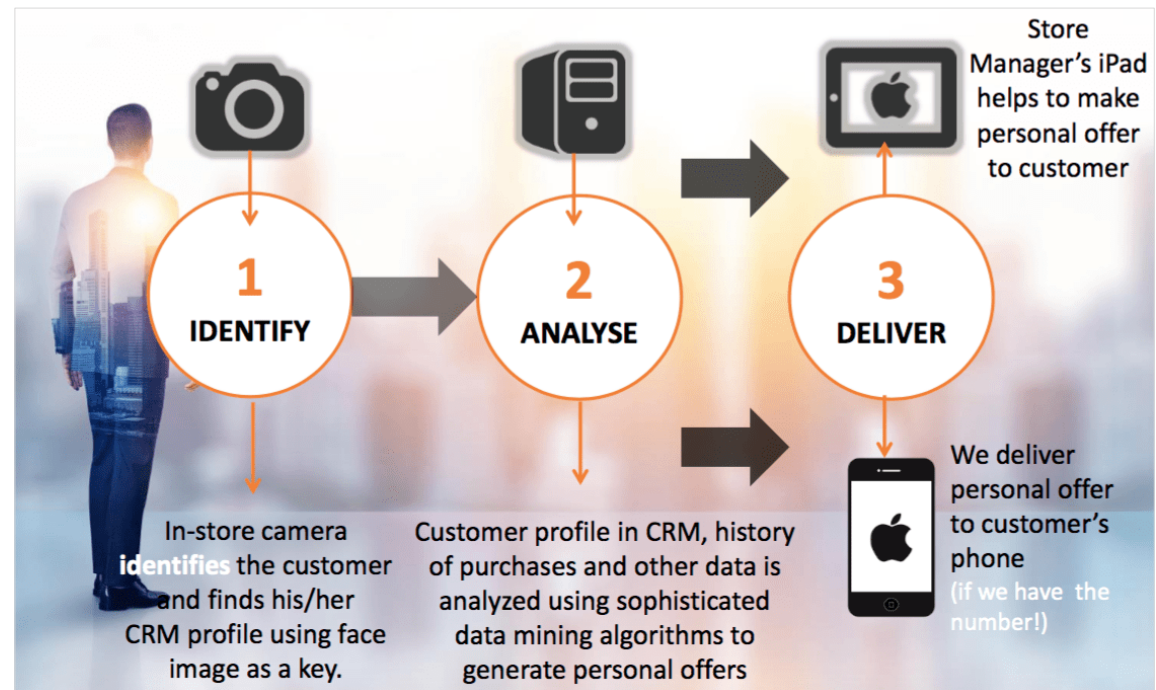 Store
Manager's iPad
helps to make
personal offer
to customer
1
IDENTIFY
2
ANALYSE
3
DELIVER
In-store camera
identifies the customer
and finds his/her
CRM profile using face
image as a key.
Customer profile in CRM, history
of purchases and other data is
analyzed using sophisticated
data mining algorithms to
generate personal offers
We deliver
personal offer
to customer's
phone
(if we have the
number!)